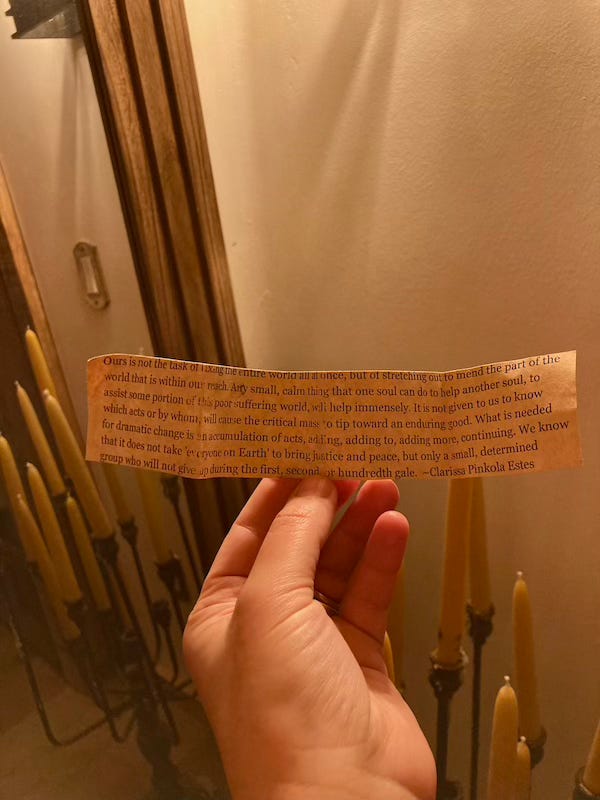 Ours is not the task of fixing the entire world all at once, but of stretching out to mend the part of the
world that is within our reach. Any small, calm thing that one soul can do to help another soul, to
assist some portion of this poor suffering world, will help immensely. It is not given to us to know
which acts or by whom, will cause the critical mass to tip toward an enduring good. What is needed
for dramatic change is an accumulation of acts, adding, adding to, adding more, continuing. We know
that it does not take 'everyone on Earth' to bring justice and peace, but only a small, determined
group who will not give up during the first, second, or hundredth gale. ~Clarissa Pinkola Estes